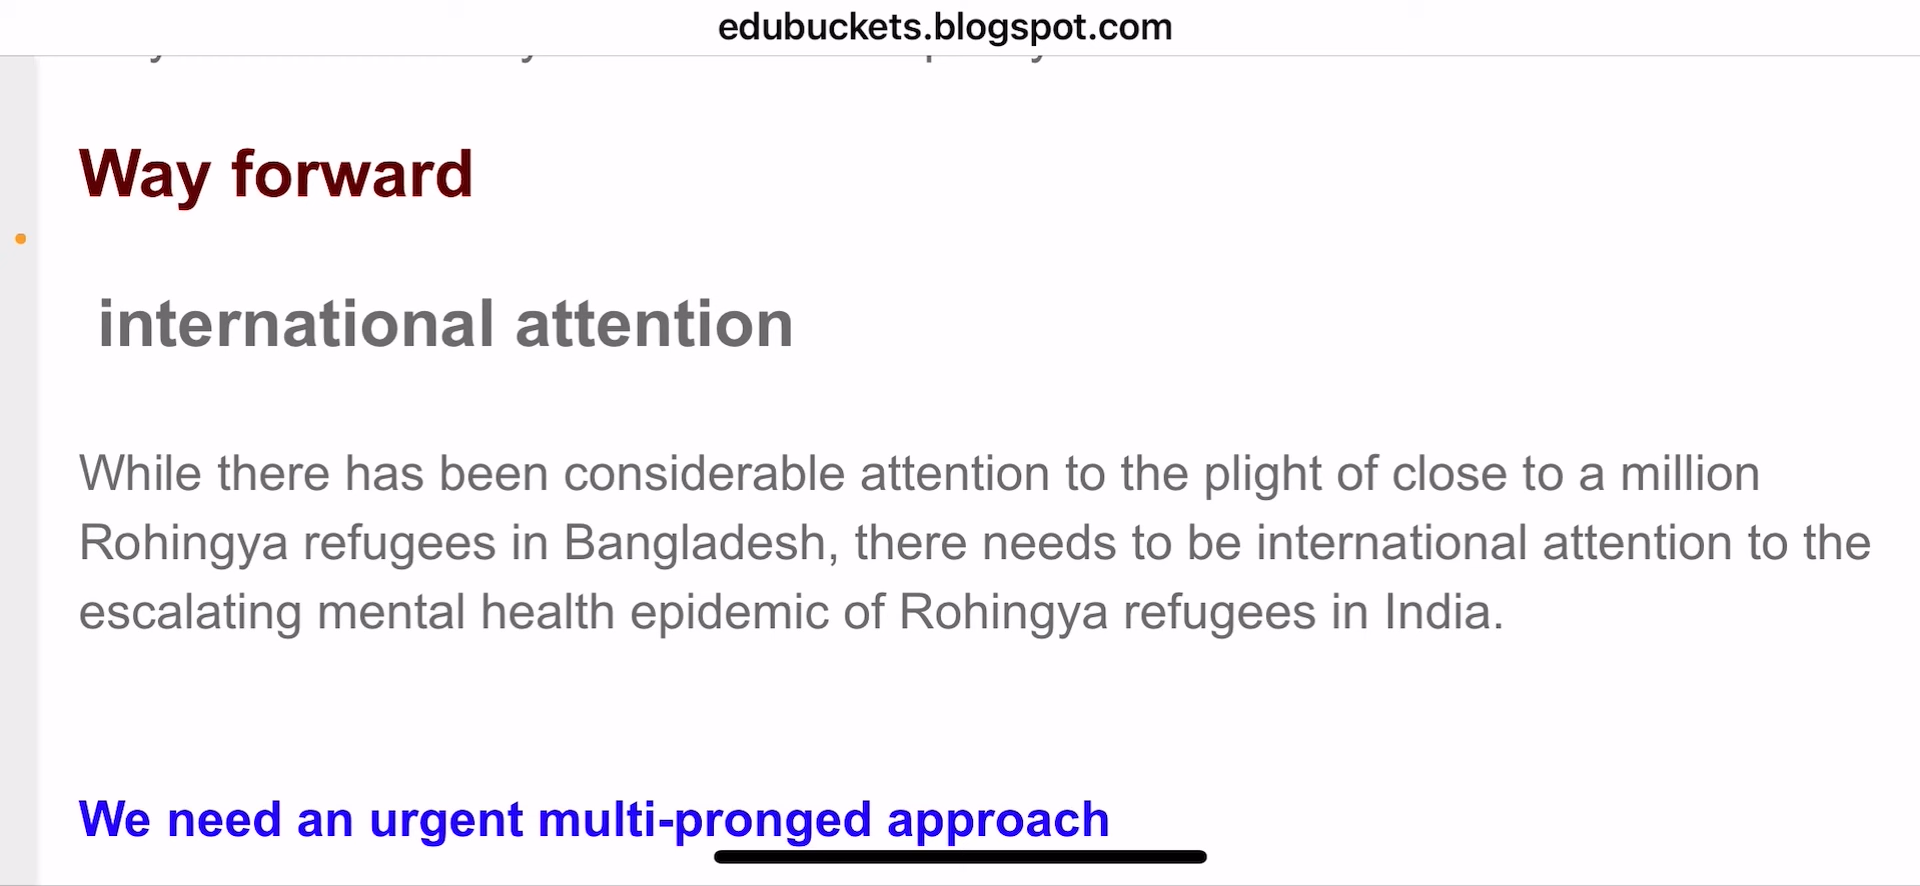 edubuckets.blogspot.com
Way forward
international attention
While there has been considerable attention to the plight of close to a million
Rohingya refugees in Bangladesh, there needs to be international attention to the
escalating mental health epidemic of Rohingya refugees in India.
We need an urgent multi-pronged approach